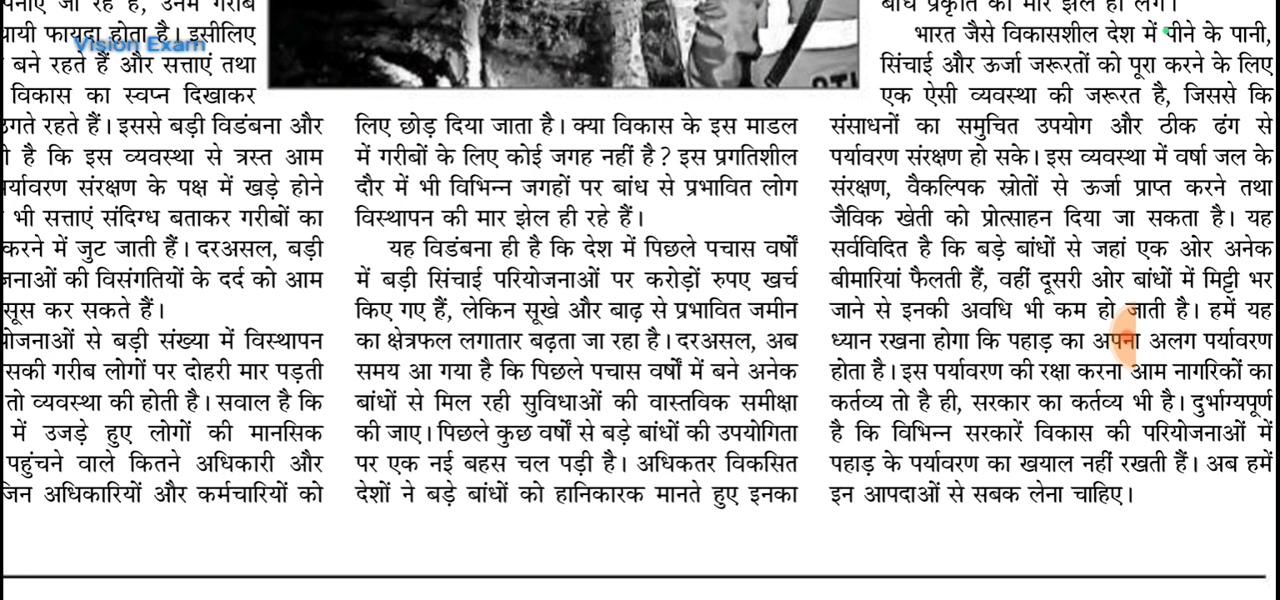 जा रहे हैं, उनमें गरीब
फायदा होता है। इसीलिए
Vision Exam
बने रहते हैं और सत्ताएं तथा
विकास का स्वप्न दिखाकर
रहते हैं। इससे बड़ी विडंबना और
है कि इस व्यवस्था से त्रस्त आम
संरक्षण के पक्ष में खड़े होने
भी सत्ताएं संदिग्ध बताकर गरीबों का
करने में जुट जाती हैं। दरअसल, बड़ी
की विसंगतियों के दर्द को आम
कर सकते हैं।
से बड़ी संख्या में विस्थापन
गरीब लोगों पर दोहरी मार पड़ती
तो व्यवस्था की होती है। सवाल है कि
में उजड़े हुए लोगों की मानसिक
पहुंचने वाले कितने अधिकारी और
जिन अधिकारियों और कर्मचारियों को
लिए छोड़ दिया जाता है। क्या विकास के इस माडल
में गरीबों के लिए कोई जगह नहीं है? इस प्रगतिशील
दौर में भी विभिन्न जगहों पर बांध से प्रभावित लोग
विस्थापन की मार झेल ही रहे हैं।
यह विडंबना ही है कि देश में पिछले पचास वर्षों
में बड़ी सिंचाई परियोजनाओं पर करोड़ों रुपए खर्च
किए गए हैं, लेकिन सूखे और बाढ़ से प्रभावित जमीन
का क्षेत्रफल लगातार बढ़ता जा रहा है। दरअसल, अब
समय आ गया है कि पिछले पचास वर्षों में बने अनेक
बांधों से मिल रही सुविधाओं की वास्तविक समीक्षा
की जाए। पिछले कुछ वर्षों से बड़े बांधों की उपयोगिता
पर एक नई बहस चल पड़ी है। अधिकतर विकसित
देशों ने बड़े बांधों को हानिकारक मानते हुए इनका
प्रकृति की मार झेल ही
भारत जैसे विकासशील देश में पीने के पानी,
सिंचाई और ऊर्जा जरूरतों को पूरा करने के लिए
एक ऐसी व्यवस्था की जरूरत है, जिससे कि
संसाधनों का समुचित उपयोग और ठीक ढंग से
पर्यावरण संरक्षण हो सके। इस व्यवस्था में वर्षा जल के
संरक्षण, वैकल्पिक स्रोतों से ऊर्जा प्राप्त करने तथा
जैविक खेती को प्रोत्साहन दिया जा सकता है। यह
सर्वविदित है कि बड़े बांधों से जहां एक ओर अनेक
बीमारियां फैलती हैं, वहीं दूसरी ओर बांधों में मिट्टी भर
जाने से इनकी अवधि भी कम हो जाती है। हमें यह
ध्यान रखना होगा कि पहाड़ का अपना अलग पर्यावरण
होता है। इस पर्यावरण की रक्षा करना आम नागरिकों का
कर्तव्य तो है ही, सरकार का कर्तव्य भी है। दुर्भाग्यपूर्ण
है कि विभिन्न सरकारें विकास की परियोजनाओं में
पहाड़ के पर्यावरण का खयाल नहीं रखती हैं। अब हमें
इन आपदाओं से सबक लेना चाहिए।